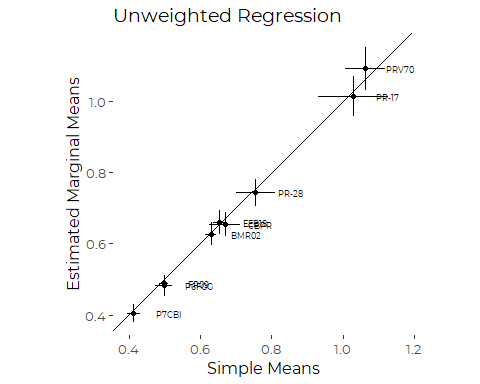 Unweighted Regression
Estimated Marginal Means
1.0
0.8
0.6
0.4
PRV70
PR-17
PR-28
CBPR
BMR02
P7CBI
0.4
0.6
0.8
1.0
1.2
Simple Means